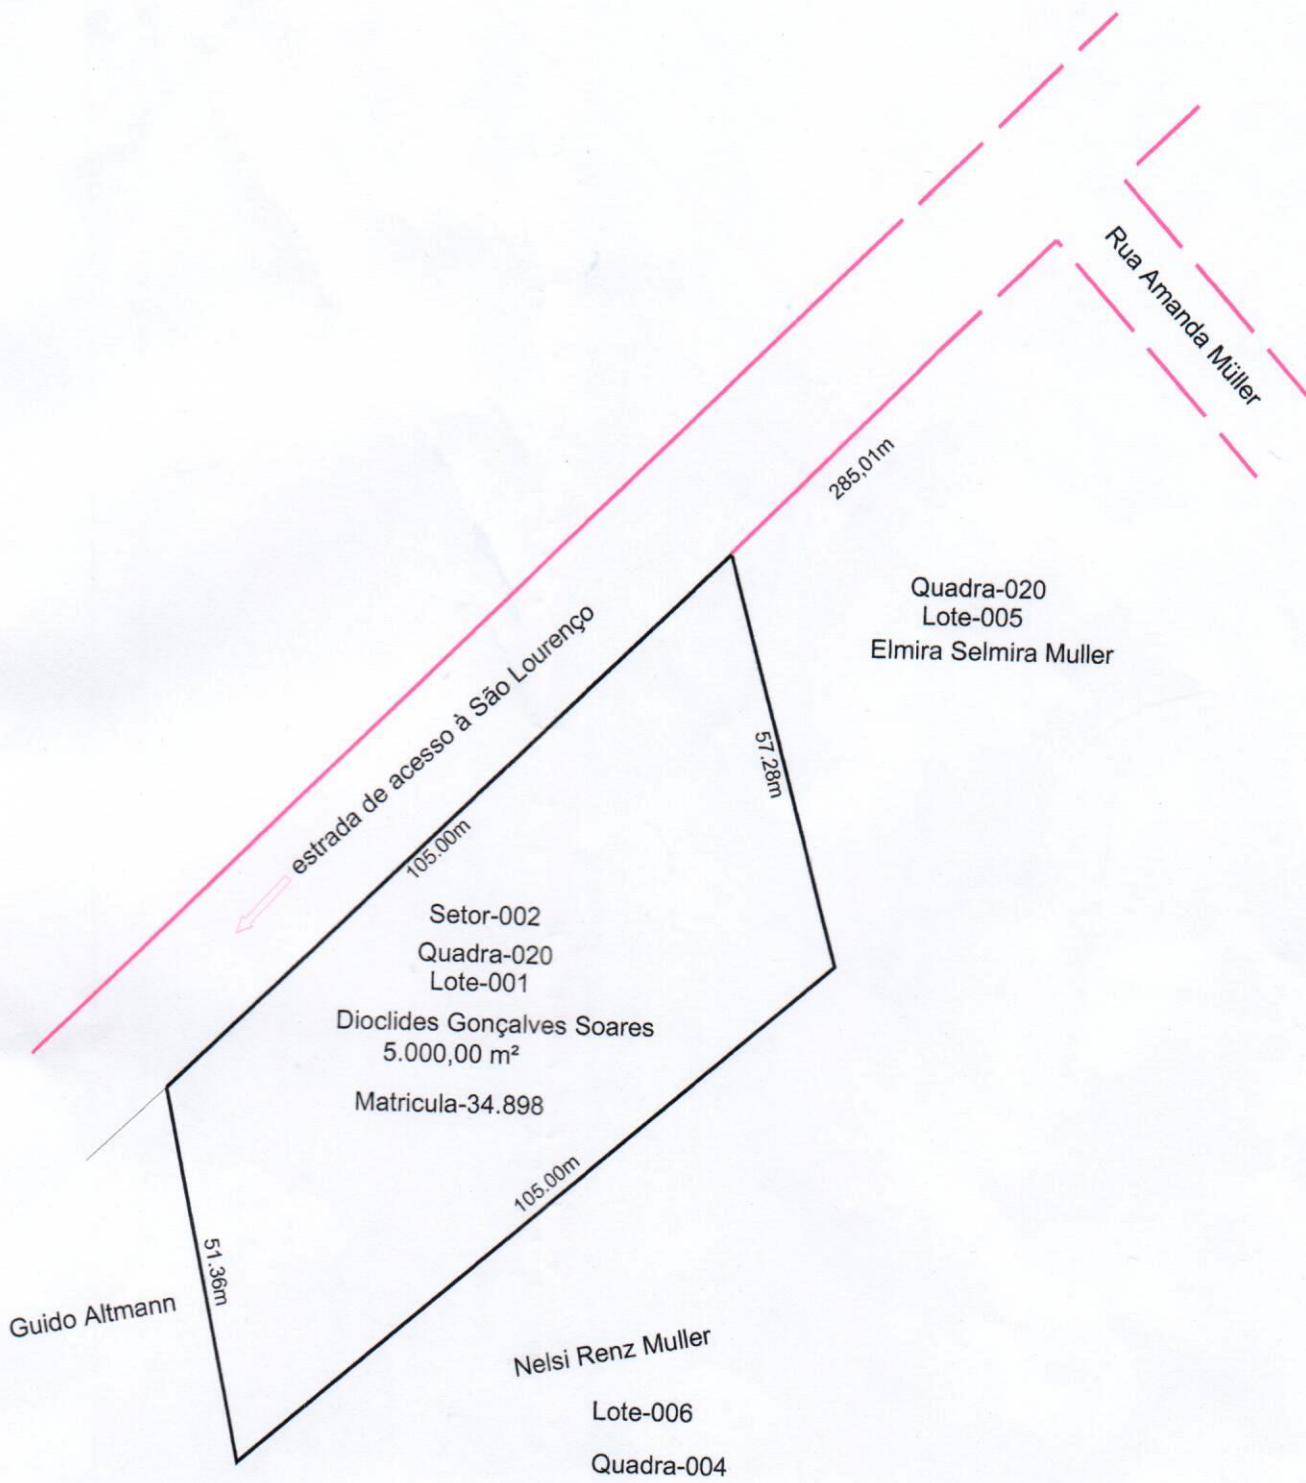 Rua Amanda Müller
285,01m
Quadra-020
Lote-005
Elmira Selmira Muller
estrada de acesso à São Lourenço
105.00m
57.28m
Setor-002
Quadra-020
Lote-001
Dioclides Gonçalves Soares
5.000,00 m²
Matricula-34.898
105.00m
51.36m
Guido Altmann
Nelsi Renz Muller
Lote-006
Quadra-004